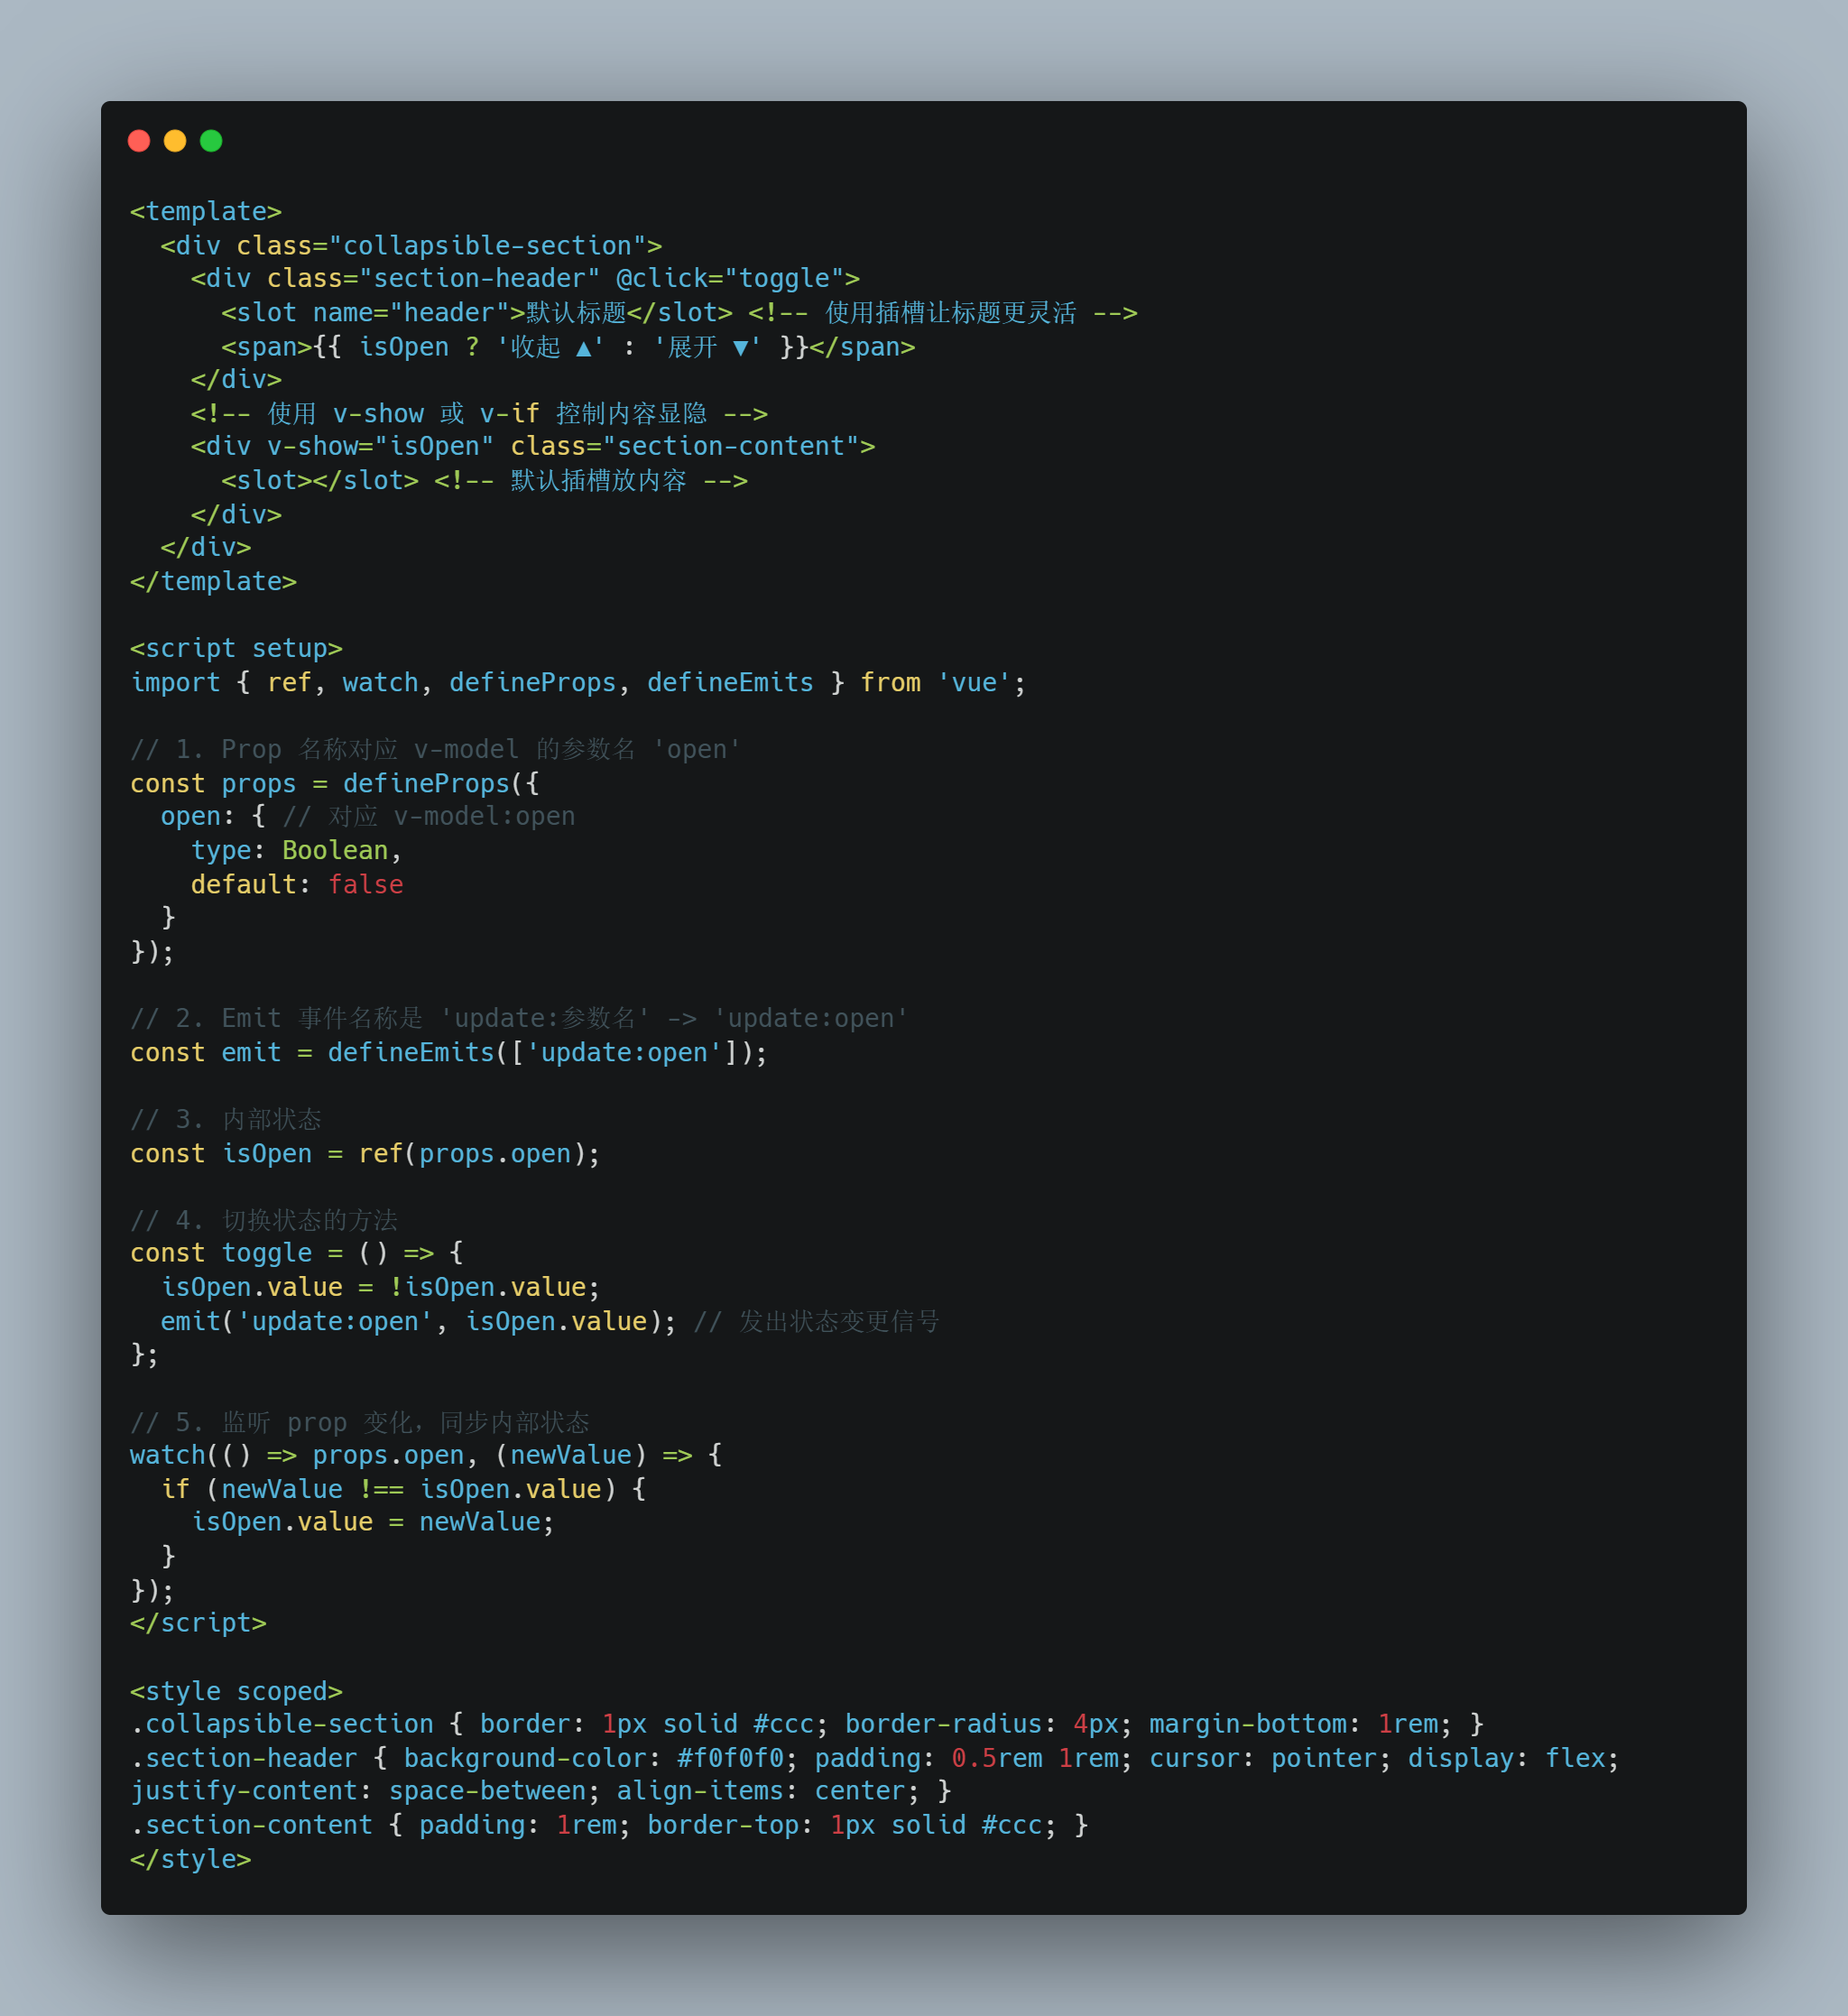 <template>
  <div class="collapsible-section">
    <div class="section-header" @click="toggle">
      <slot name="header">默认标题</slot> <!-- 使用插槽让标题更灵活 -->
      <span>{{ isOpen ? '收起 ▲' : '展开 ▼' }}</span>
    </div>
    <!-- 使用 v-show 或 v-if 控制内容显隐 -->
    <div v-show="isOpen" class="section-content">
      <slot></slot> <!-- 默认插槽放内容 -->
    </div>
  </div>
</template>

<script setup>
import { ref, watch, defineProps, defineEmits } from 'vue';

// 1. Prop 名称对应 v-model 的参数名 'open'
const props = defineProps({
  open: { // 对应 v-model:open
    type: Boolean,
    default: false
  }
});

// 2. Emit 事件名称是 'update:参数名' -> 'update:open'
const emit = defineEmits(['update:open']);

// 3. 内部状态
const isOpen = ref(props.open);

// 4. 切换状态的方法
const toggle = () => {
  isOpen.value = !isOpen.value;
  emit('update:open', isOpen.value); // 发出状态变更信号
};

// 5. 监听 prop 变化，同步内部状态
watch(() => props.open, (newValue) => {
  if (newValue !== isOpen.value) {
    isOpen.value = newValue;
  }
});
</script>

<style scoped>
.collapsible-section { border: 1px solid #ccc; border-radius: 4px; margin-bottom: 1rem; }
.section-header { background-color: #f0f0f0; padding: 0.5rem 1rem; cursor: pointer; display: flex;
justify-content: space-between; align-items: center; }
.section-content { padding: 1rem; border-top: 1px solid #ccc; }
</style>